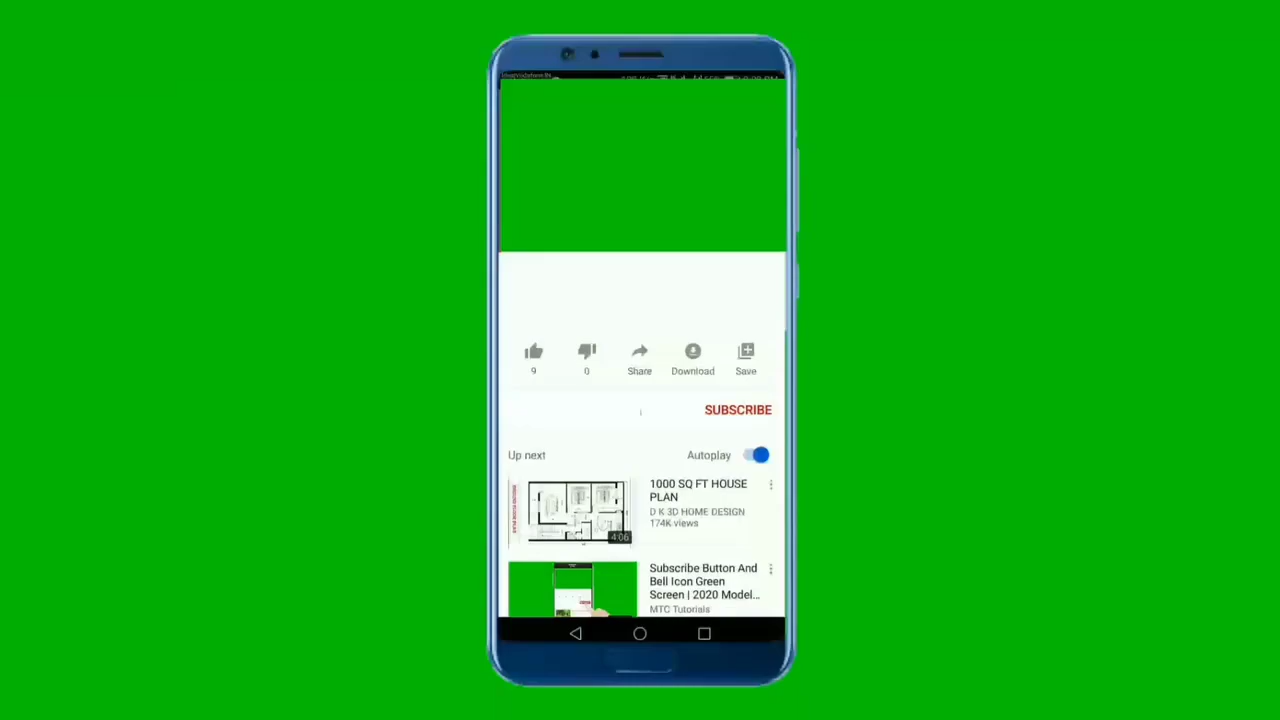 9
0
Share
Download
Save
SUBSCRIBE
Up next
Autoplay
1000 SQ FT HOUSE
PLAN
D K 3D HOME DESIGN
174K views
4:06
Subscribe Button And
Bell Icon Green
Screen | 2020 Model...
MTC Tutorials